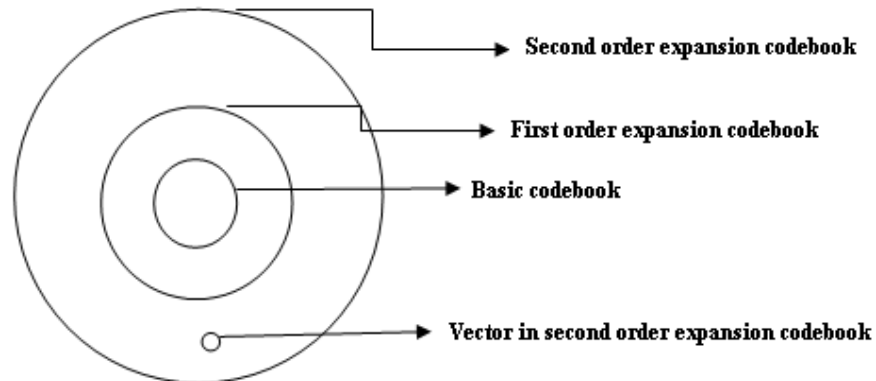 Second order expansion codebook
First order expansion codebook
Basic codebook
Vector in second order expansion codebook